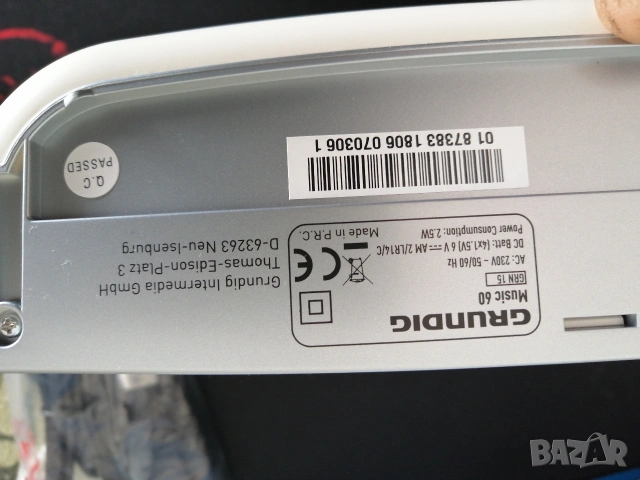 GRUNDIG
Music 60
GRN 15
AC: 230V ~ 50/60 Hz
DC Batt: (4x1,5V) 6 V ⎓ AM 2/LR14/C
Power Consumption: 2.5W
Made in P.R.C.
CE
Grundig Intermedia GmbH
Thomas-Edison-Platz 3
D-63263 Neu-Isenburg
01 87383 1806 070306 1
Q.C
PASSED
BAZAR